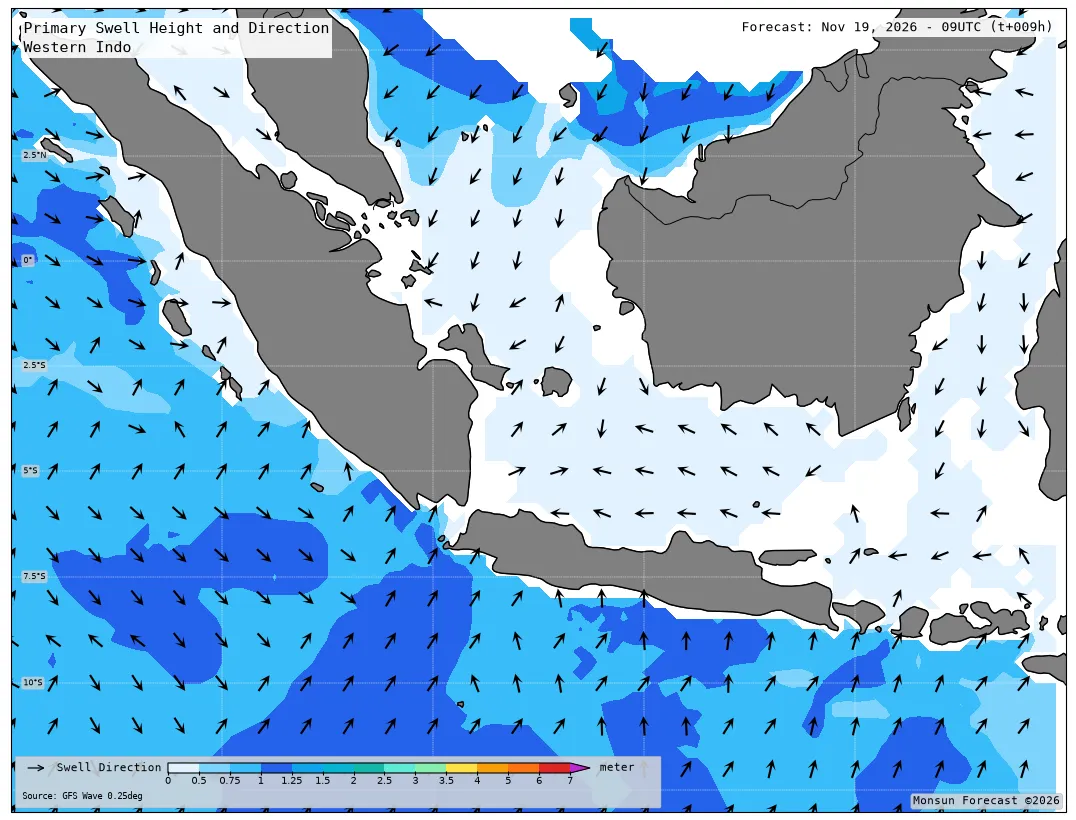 Primary Swell Height and Direction
Western Indo
Forecast: Nov 19, 2026 - 09UTC (t+009h)
2.5°N
0°
2.5°S
5°S
7.5°S
10°S
Swell Direction
0 0.5 0.75 1 1.25 1.5 2 2.5 3 3.5 4 5 6 7
meter
Source: GFS Wave 0.25deg
Monsun Forecast ©2026